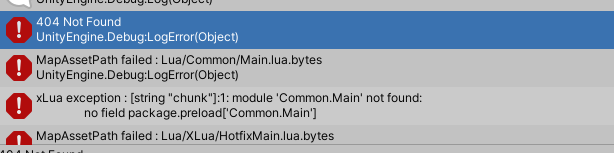 UnityEngine.Debug:Log(Object)
404 Not Found
UnityEngine.Debug:LogError(Object)
MapAssetPath failed : Lua/Common/Main.lua.bytes
UnityEngine.Debug:LogError(Object)
xLua exception : [string "chunk"]:1: module 'Common.Main' not found:
no field package.preload['Common.Main']
MapAssetPath failed : Lua/XLua/HotfixMain.lua.bytes
404 Not Found